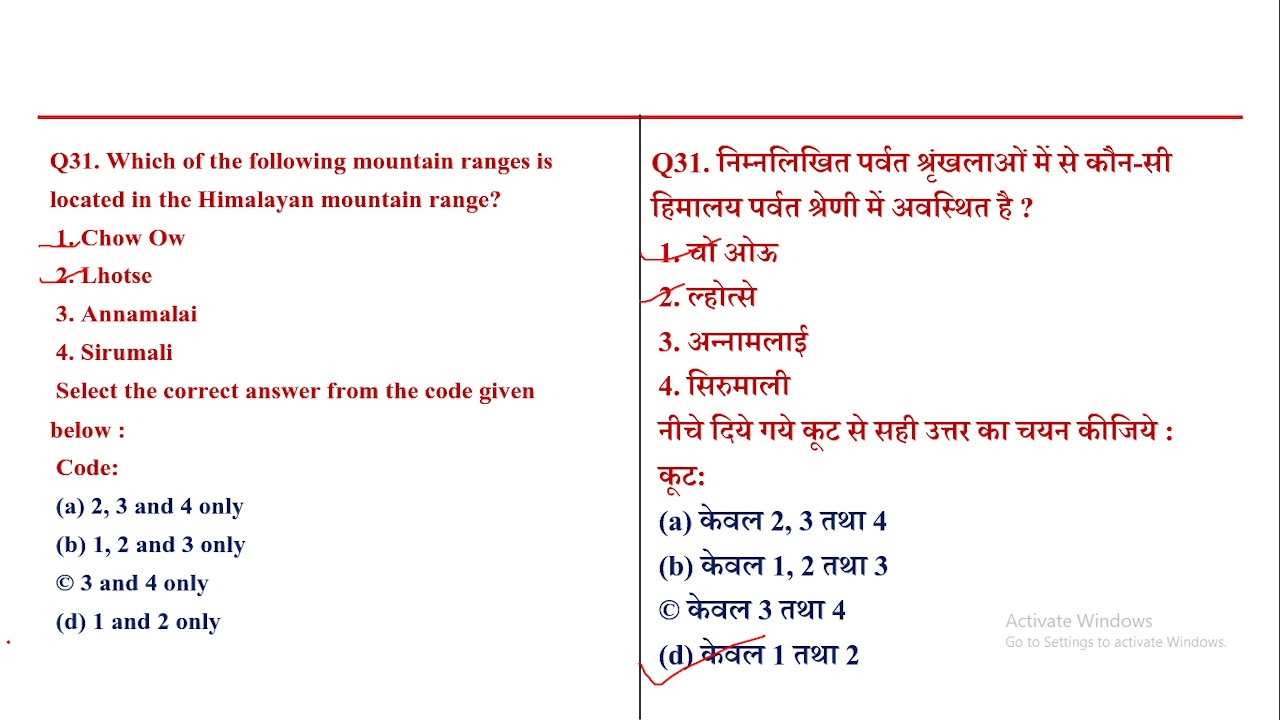 Q31. Which of the following mountain ranges is
located in the Himalayan mountain range?
1. Chow Ow
2. Lhotse
3. Annamalai
4. Sirumali
Select the correct answer from the code given
below :
Code:
(a) 2, 3 and 4 only
(b) 1, 2 and 3 only
© 3 and 4 only
(d) 1 and 2 only
Q31. निम्नलिखित पर्वत श्रृंखलाओं में से कौन-सी
हिमालय पर्वत श्रेणी में अवस्थित है ?
1. चो ओऊ
2. ल्होत्से
3. अन्नामलाई
4. सिरुमाली
नीचे दिये गये कूट से सही उत्तर का चयन कीजिये :
कूट:
(a) केवल 2, 3 तथा 4
(b) केवल 1, 2 तथा 3
© केवल 3 तथा 4
(d) केवल 1 तथा 2
Activate Windows
Go to Settings to activate Windows.